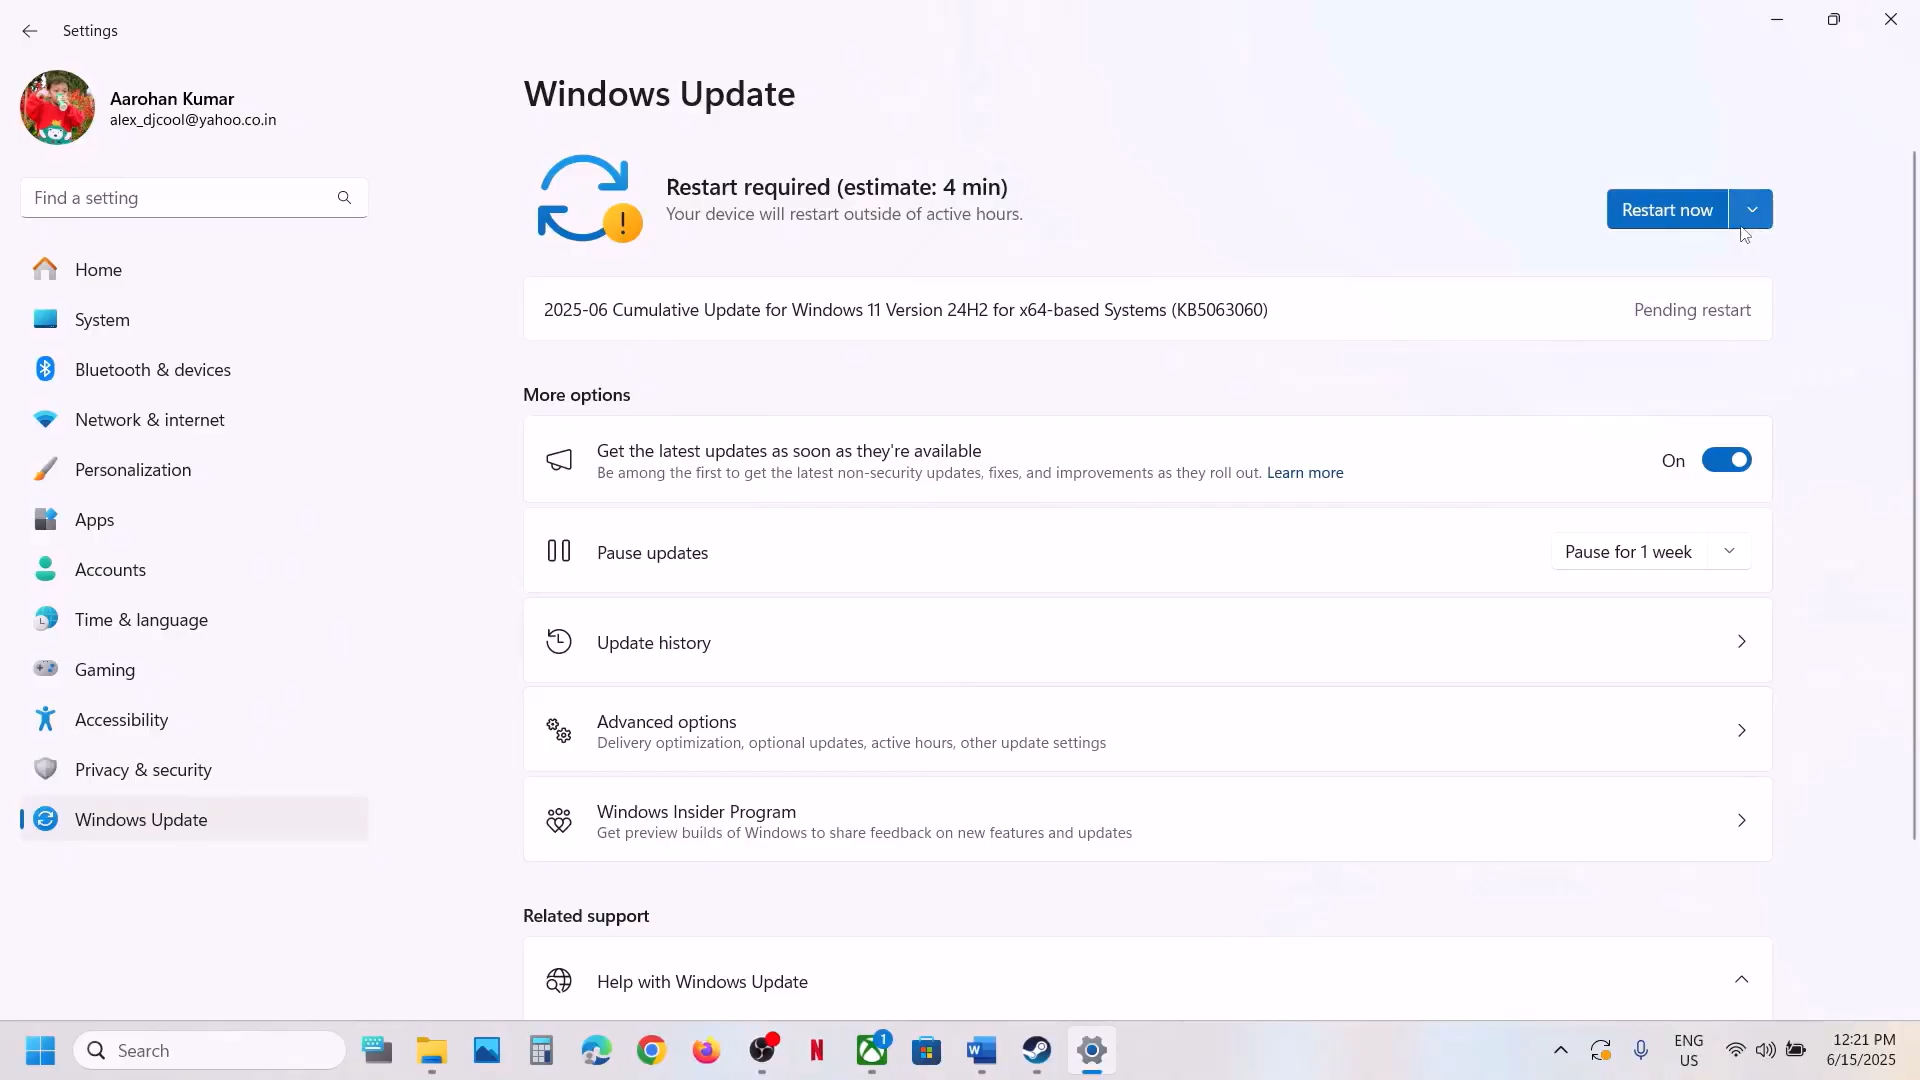 Settings
Aarohan Kumar
alex_djcool@yahoo.co.in
Find a setting
Home
System
Bluetooth & devices
Network & internet
Personalization
Apps
Accounts
Time & language
Gaming
Accessibility
Privacy & security
Windows Update
Windows Update
Restart required (estimate: 4 min)
Your device will restart outside of active hours.
Restart now
2025-06 Cumulative Update for Windows 11 Version 24H2 for x64-based Systems (KB5063060)
Pending restart
More options
Get the latest updates as soon as they're available
Be among the first to get the latest non-security updates, fixes, and improvements as they roll out. Learn more
On
Pause updates
Pause for 1 week
Update history
Advanced options
Delivery optimization, optional updates, active hours, other update settings
Windows Insider Program
Get preview builds of Windows to share feedback on new features and updates
Related support
Help with Windows Update
Search
1
ENG
US
12:21 PM
6/15/2025